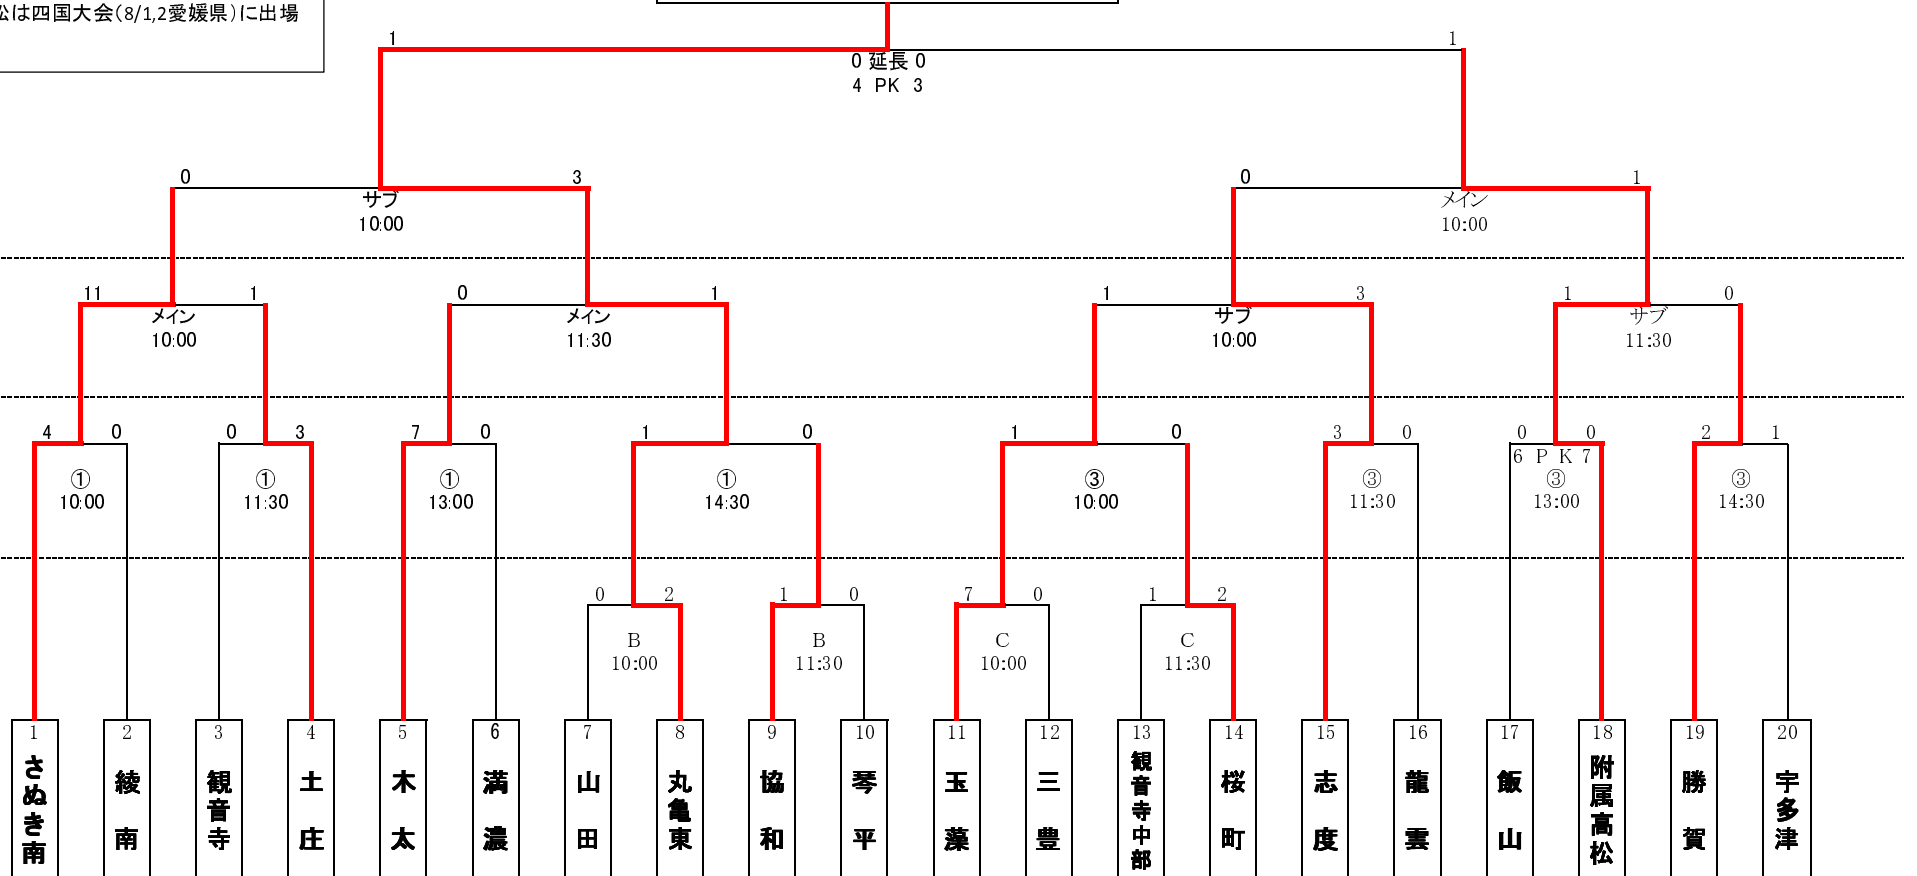 松は四国大会(8/1,2愛媛県)に出場
1 1
0 延長 0
4 PK 3
0 3 0 1
サブ メイン
10:00 10:00
11 1 0 1 1 3 1 0
メイン メイン サブ サブ
10:00 11:30 10:00 11:30
4 0 0 3 7 0 1 0 1 0 3 0 0 0 2 1
6 P K 7
① ① ① ① ③ ③ ③ ③
10:00 11:30 13:00 14:30 10:00 11:30 13:00 14:30
0 2 1 0 7 0 1 2
B B C C
10:00 11:30 10:00 11:30
1 2 3 4 5 6 7 8 9 10 11 12 13 14 15 16 17 18 19 20
さぬき南
綾南
観音寺
土庄
木太
満濃
山田
丸亀東
協和
琴平
玉藻
三豊
観音寺中部
桜町
志度
龍雲
飯山
附属高松
勝賀
宇多津